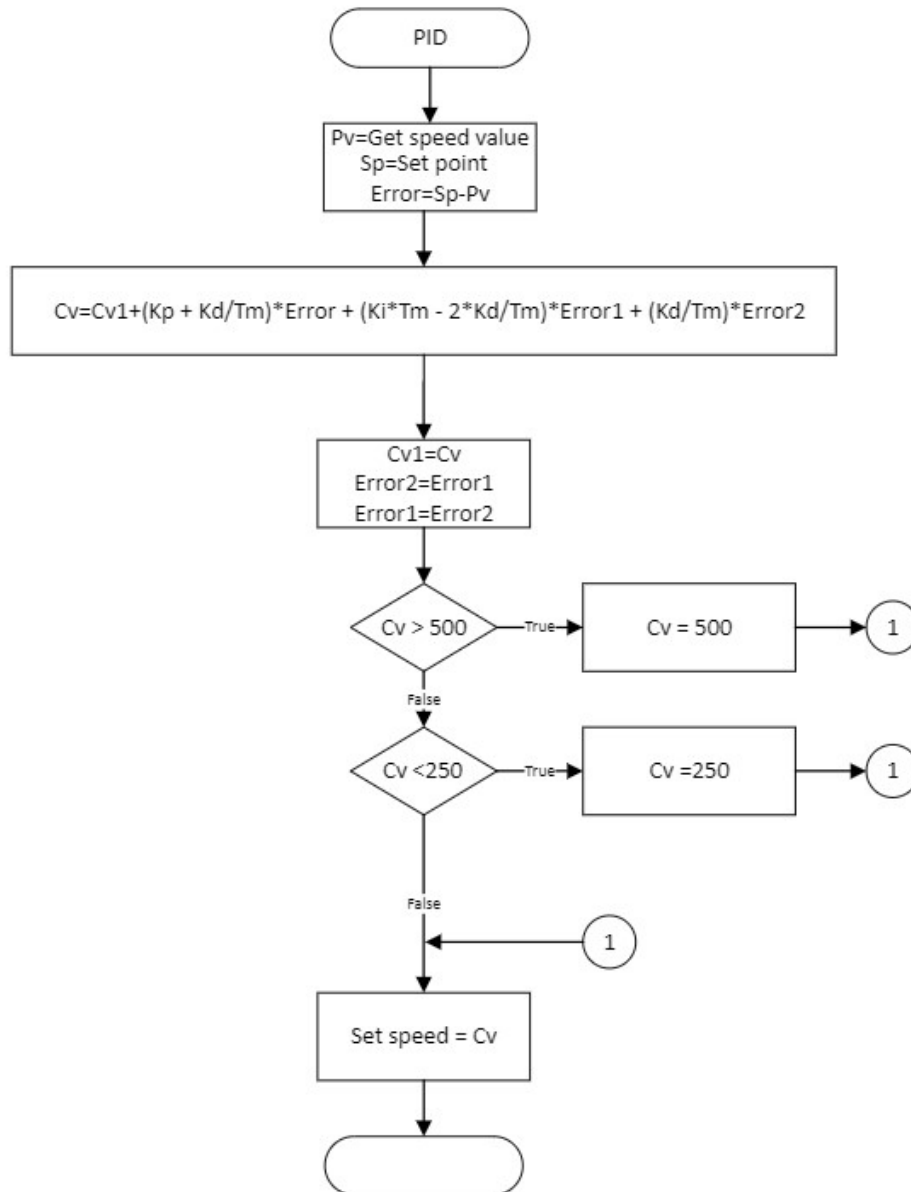 PID
Pv=Get speed value
Sp=Set point
Error=Sp-Pv
Cv=Cv1+(Kp + Kd/Tm)*Error + (Ki*Tm - 2*Kd/Tm)*Error1 + (Kd/Tm)*Error2
Cv1=Cv
Error2=Error1
Error1=Error2
Cv > 500
True
Cv = 500
1
False
Cv <250
True
Cv =250
1
False
1
Set speed = Cv